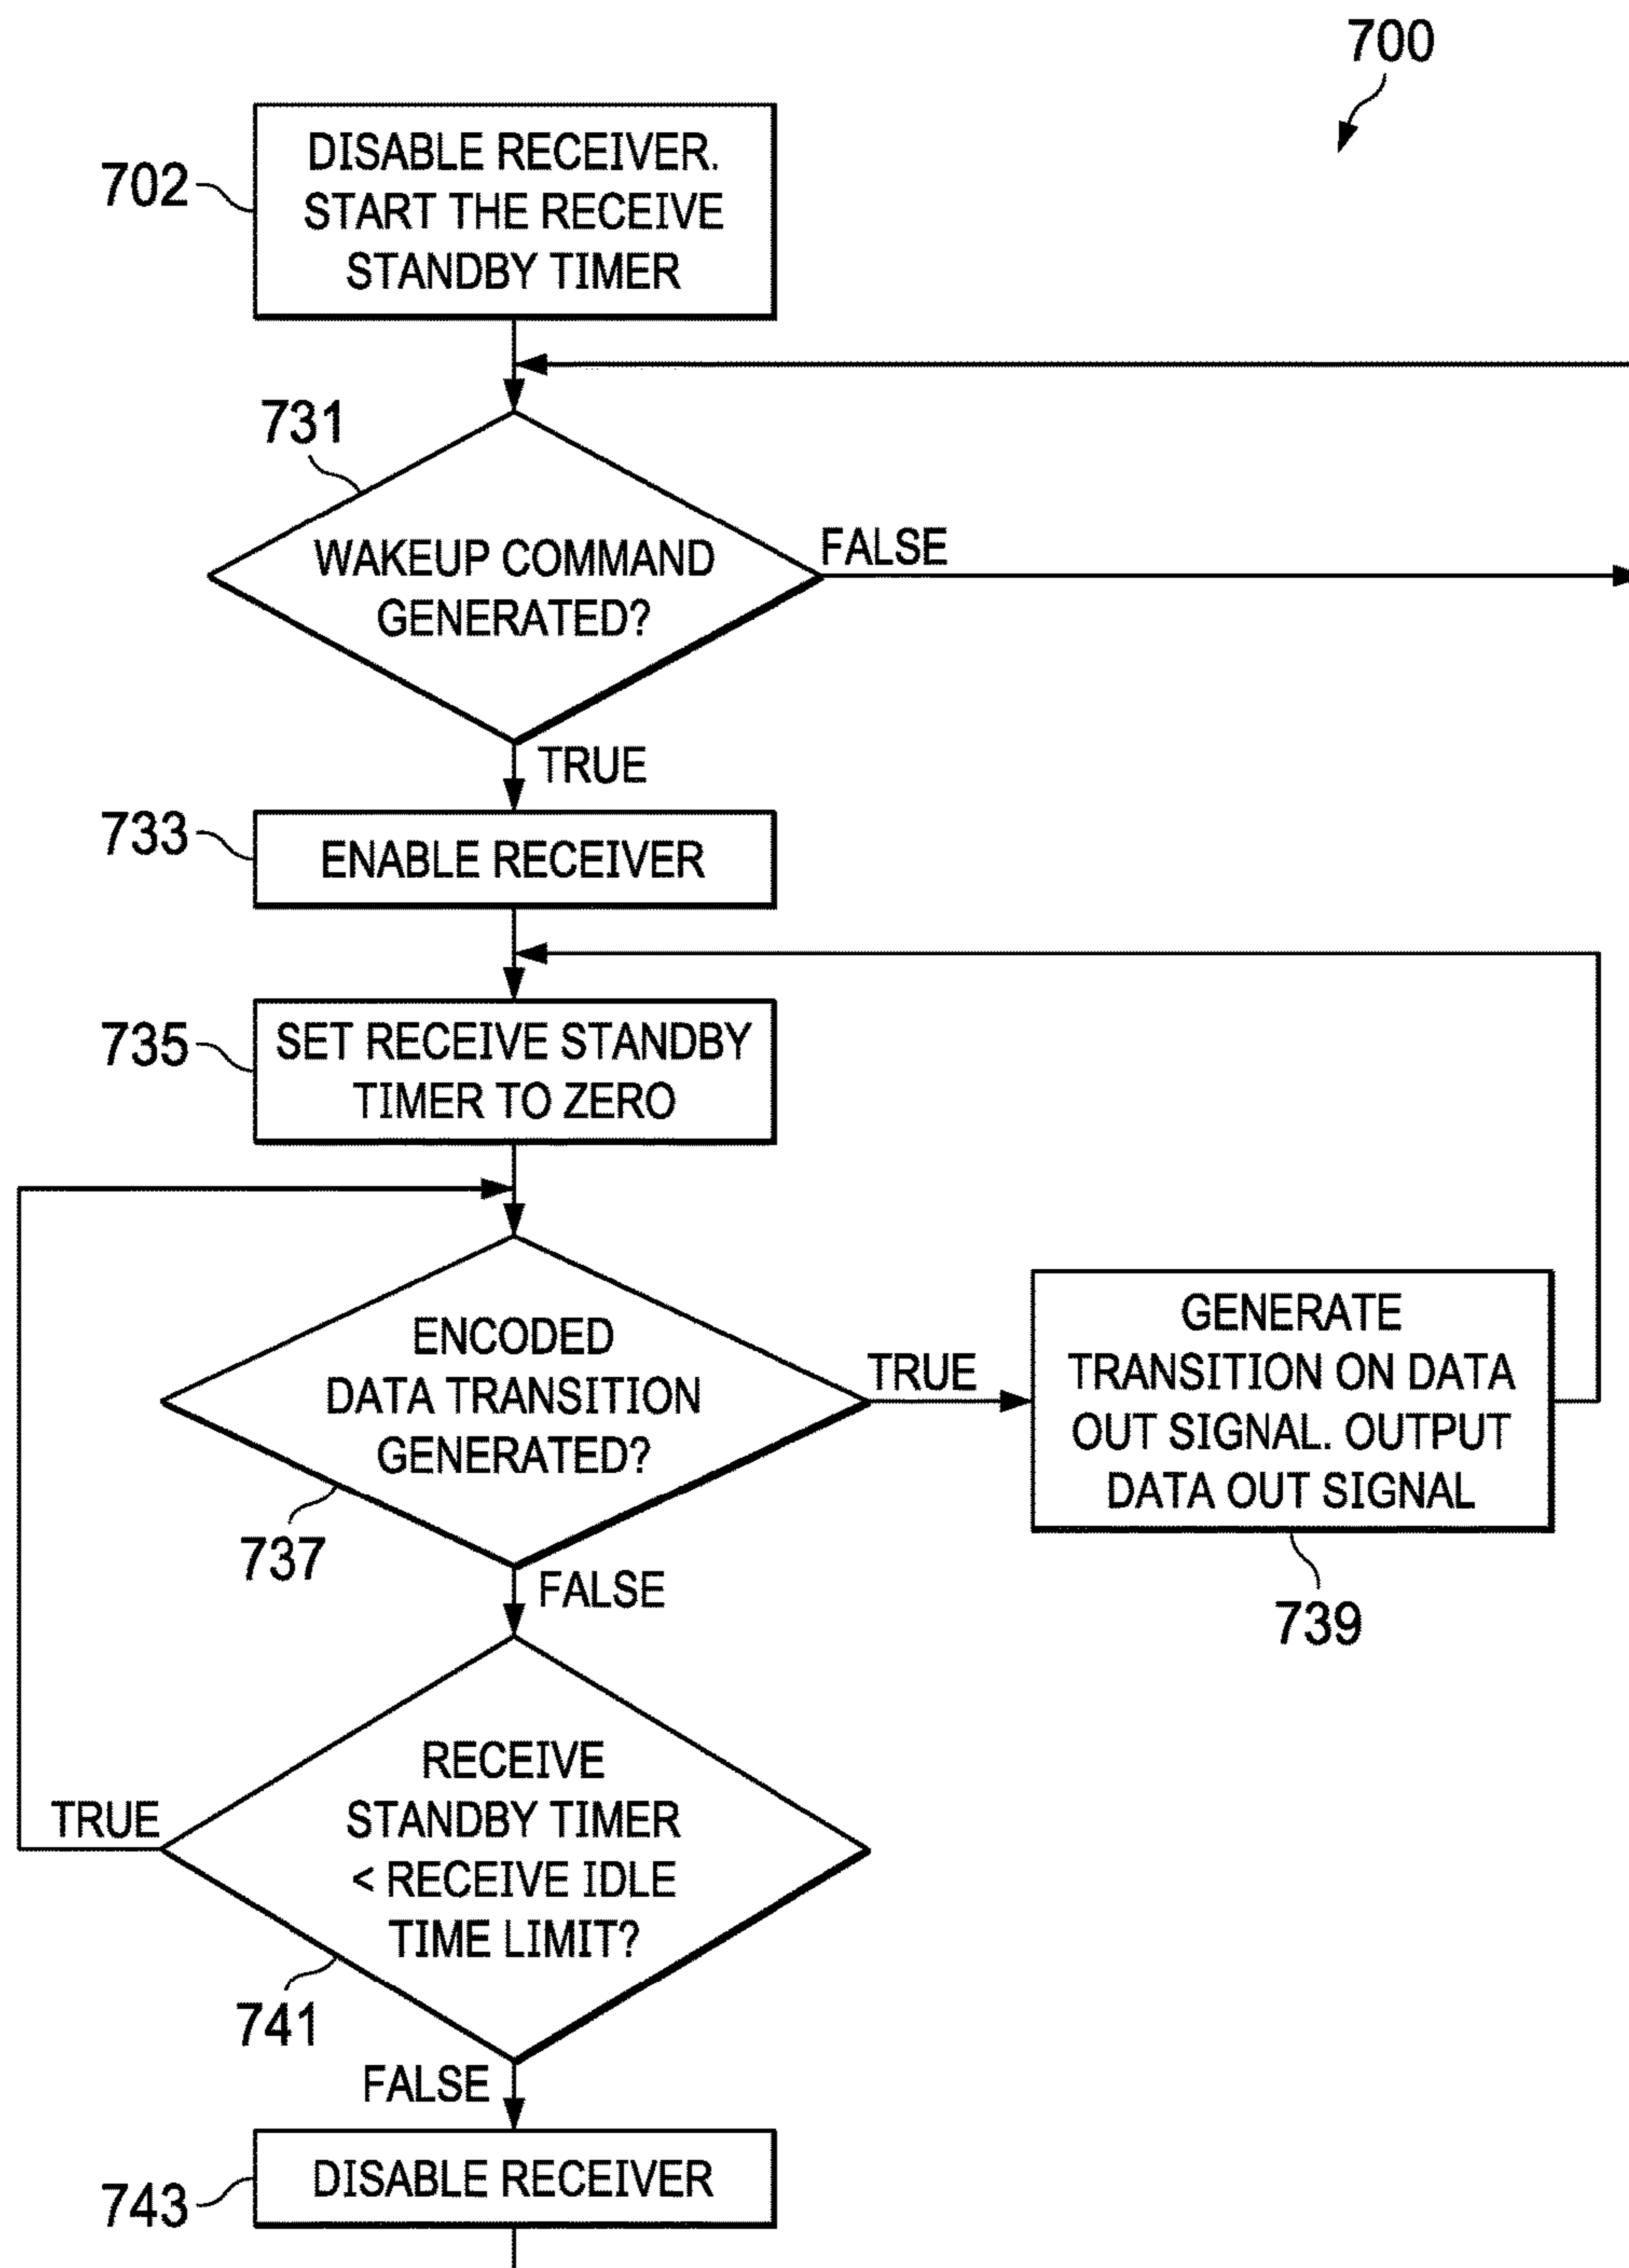 700
702
DISABLE RECEIVER.
START THE RECEIVE
STANDBY TIMER
731
WAKEUP COMMAND
GENERATED?
FALSE
TRUE
733
ENABLE RECEIVER
735
SET RECEIVE STANDBY
TIMER TO ZERO
ENCODED
DATA TRANSITION
GENERATED?
737
TRUE
GENERATE
TRANSITION ON DATA
OUT SIGNAL. OUTPUT
DATA OUT SIGNAL
739
FALSE
RECEIVE
STANDBY TIMER
< RECEIVE IDLE
TIME LIMIT?
TRUE
741
FALSE
743
DISABLE RECEIVER